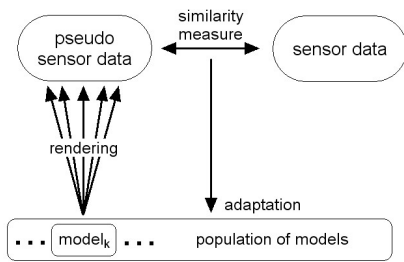 pseudo
sensor data
similarity
measure
sensor data
rendering
adaptation
... model_k ... population of models